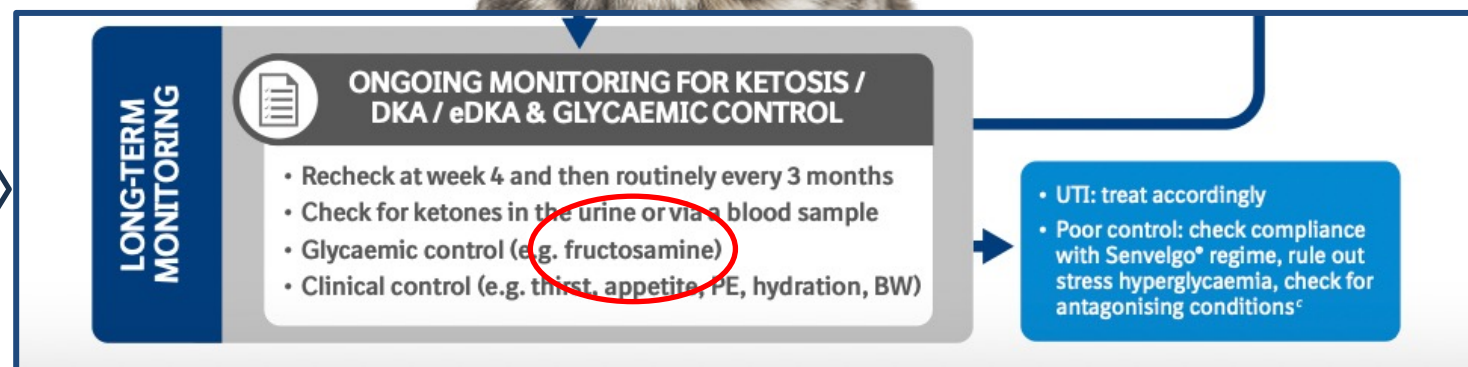 LONG-TERM
MONITORING
ONGOING MONITORING FOR KETOSIS /
DKA / eDKA & GLYCAEMIC CONTROL
• Recheck at week 4 and then routinely every 3 months
• Check for ketones in the urine or via a blood sample
• Glycaemic control (e.g. fructosamine)
• Clinical control (e.g. thirst, appetite, PE, hydration, BW)
• UTI: treat accordingly
• Poor control: check compliance
with Senvelgo® regime, rule out
stress hyperglycaemia, check for
antagonising conditionsᶜ